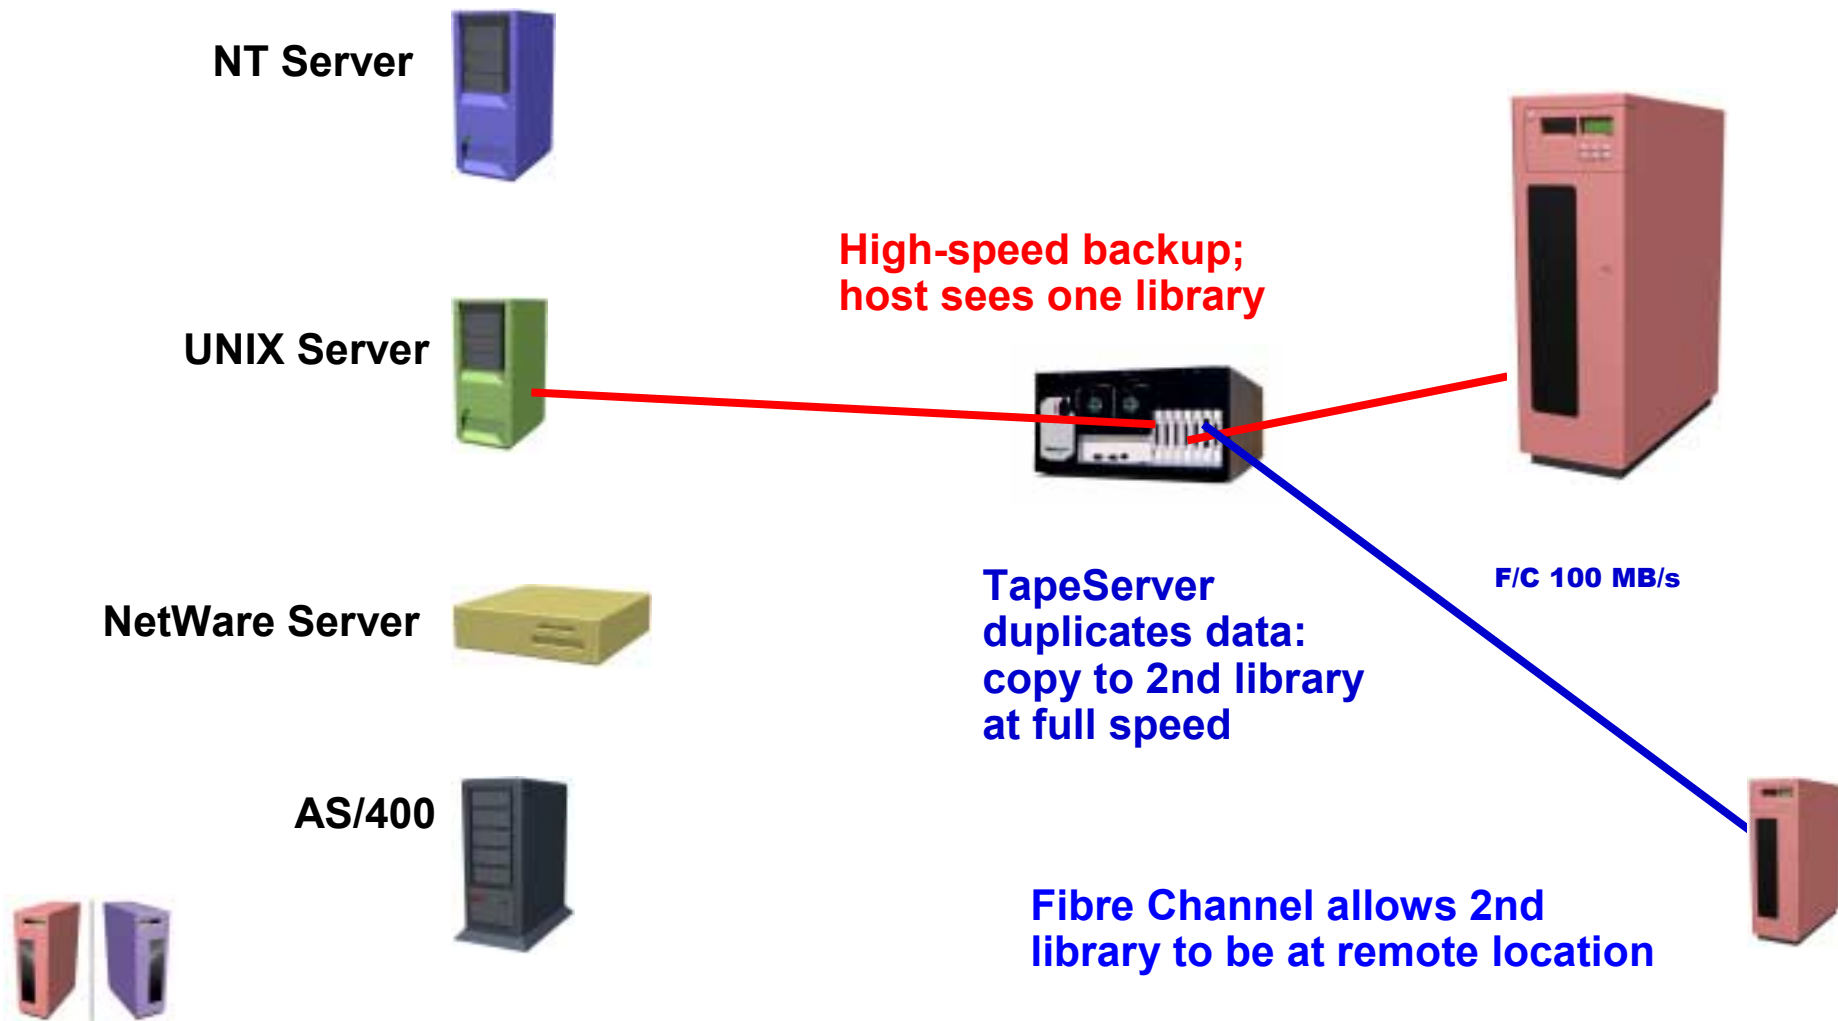 NT Server
High-speed backup;
host sees one library
UNIX Server
TapeServer
duplicates data:
copy to 2nd library
at full speed
F/C 100 MB/s
NetWare Server
AS/400
Fibre Channel allows 2nd
library to be at remote location